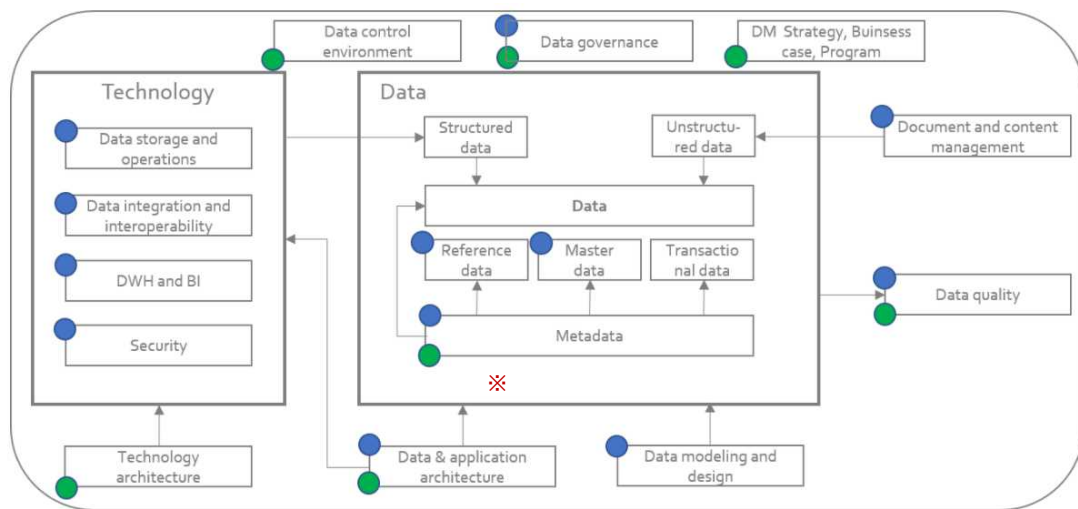 Data control
environment
Data governance
DM Strategy, Buinsess
case, Program
Technology
Data storage and
operations
Data integration and
interoperability
DWH and BI
Security
Data
Structured
data
Unstructu-
red data
Data
Reference
data
Master
data
Transactio
nal data
Metadata
※
Document and content
management
Data quality
Technology
architecture
Data & application
architecture
Data modeling and
design